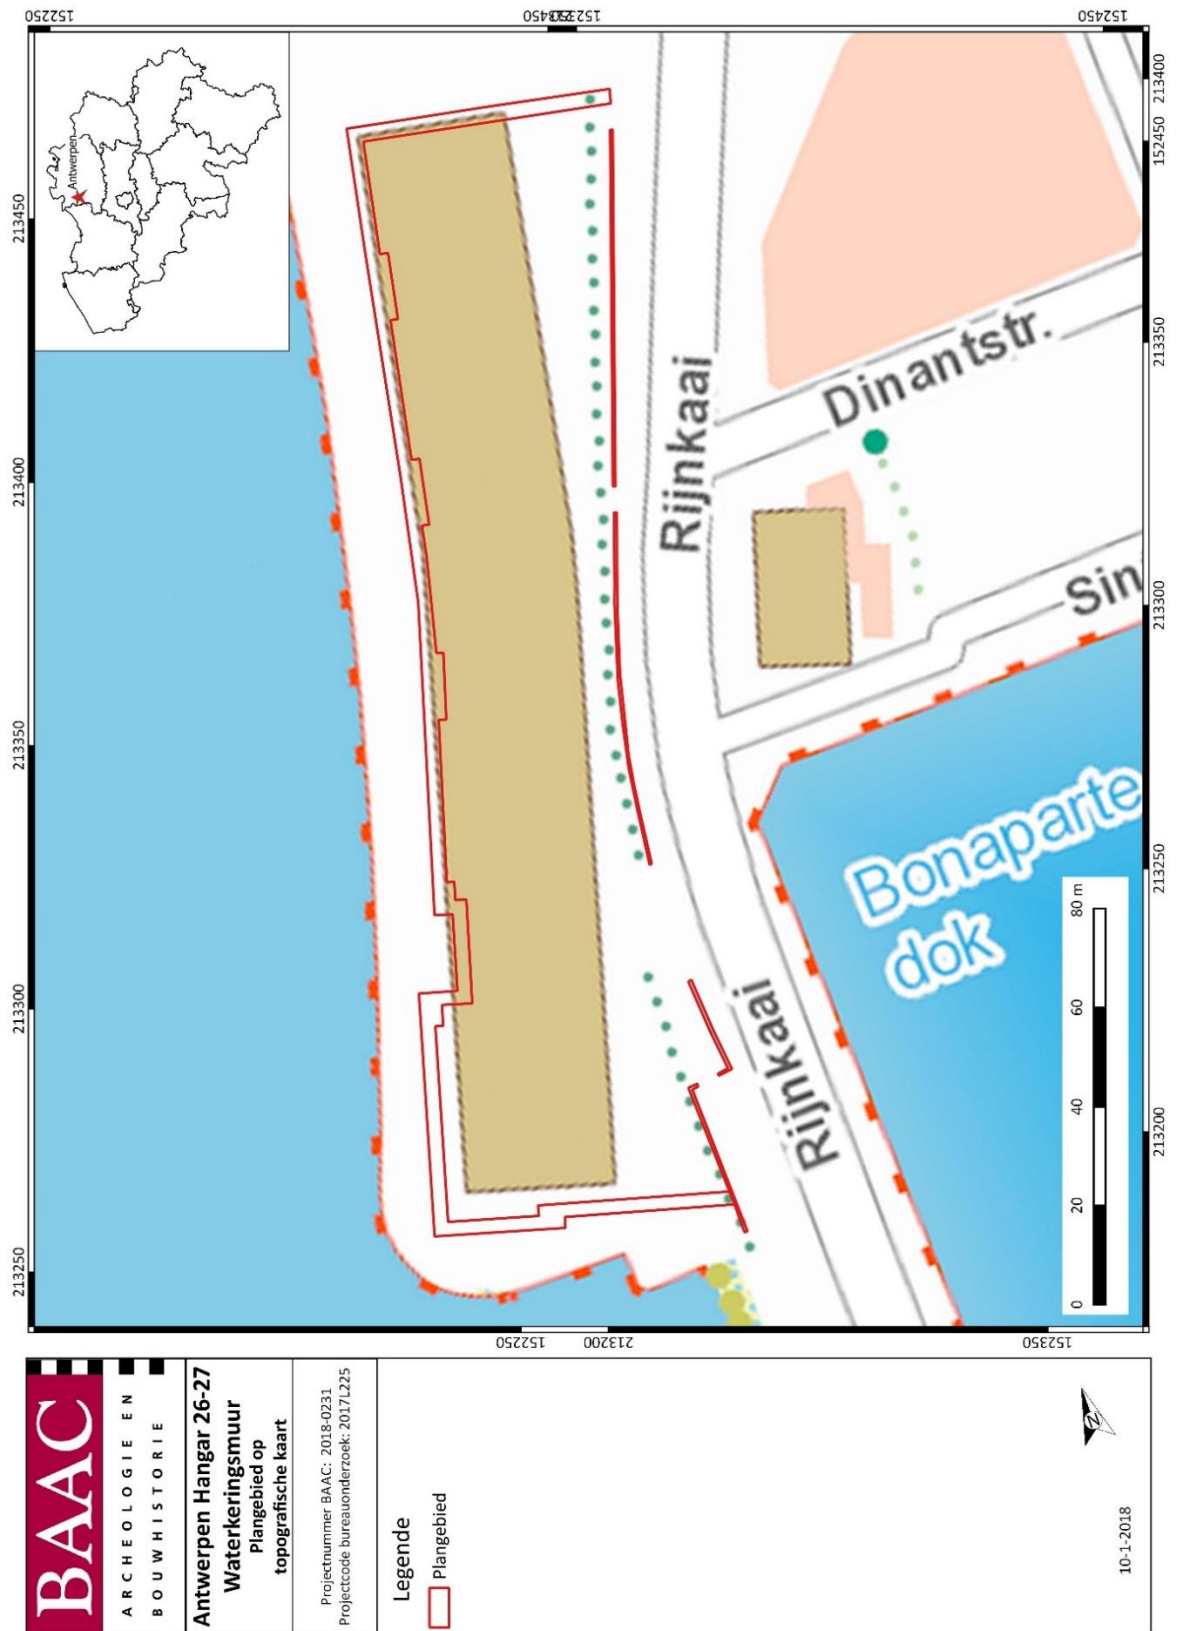 BAAC
ARCHEOLOGIE EN
BOUWHISTORIE
Antwerpen Hangar 26-27
Waterkeringsmuur
Plangebied op
topografische kaart
Projectnummer BAAC: 2018-0231
Projectcode bureauonderzoek: 2017L225
Legende
Plangebied
10-1-2018
N
213250
213300
213350
213400
213450
152250
Antwerpen
152350
152450
152250
213200
152350
213200
213250
213300
213350
152450
213400
Rijnkaai
Rijnkaai
Dinantstr.
Sin
Bonaparte
dok
0
20
40
60
80 m